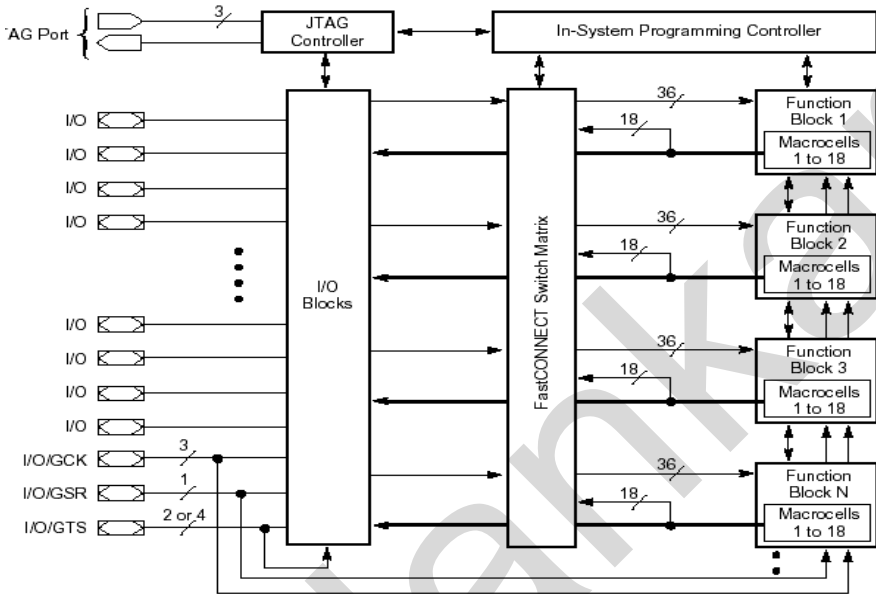 3
JTAG
Controller
In-System Programming Controller
TAG Port
I/O
I/O
I/O
I/O
I/O
I/O
I/O
I/O
I/O/GCK
I/O/GSR
I/O/GTS
3
1
2 or 4
I/O
Blocks
FastCONNECT Switch Matrix
36
18
Function
Block 1
Macrocells
1 to 18
36
18
Function
Block 2
Macrocells
1 to 18
36
18
Function
Block 3
Macrocells
1 to 18
36
18
Function
Block N
Macrocells
1 to 18